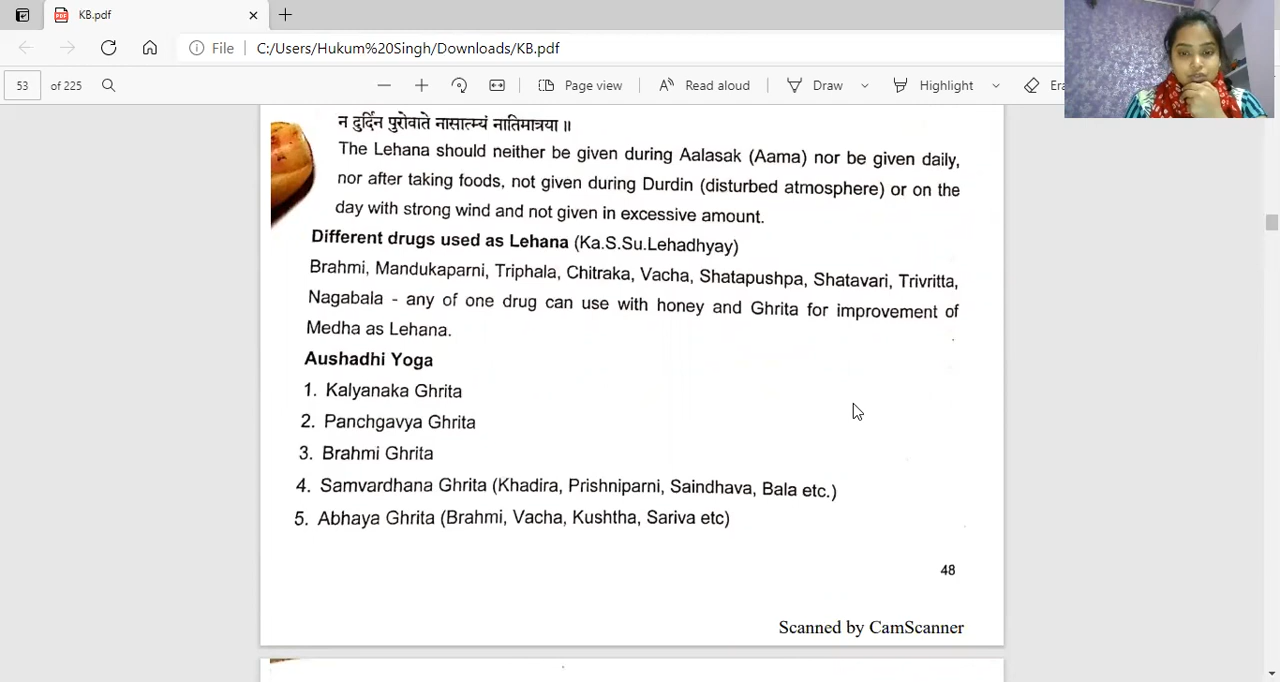 KB.pdf
File
C:/Users/Hukum%20Singh/Downloads/KB.pdf
53 of 225
Page view
Read aloud
Draw
Highlight
Era
न दुर्दिन पुरोवाते नासात्म्यं नातिमात्रया॥
The Lehana should neither be given during Aalasak (Aama) nor be given daily,
nor after taking foods, not given during Durdin (disturbed atmosphere) or on the
day with strong wind and not given in excessive amount.
Different drugs used as Lehana (Ka.S.Su.Lehadhyay)
Brahmi, Mandukaparni, Triphala, Chitraka, Vacha, Shatapushpa, Shatavari, Trivritta,
Nagabala - any of one drug can use with honey and Ghrita for improvement of
Medha as Lehana.
Aushadhi Yoga
1. Kalyanaka Ghrita
2. Panchgavya Ghrita
3. Brahmi Ghrita
4. Samvardhana Ghrita (Khadira, Prishniparni, Saindhava, Bala etc.)
5. Abhaya Ghrita (Brahmi, Vacha, Kushtha, Sariva etc)
48
Scanned by CamScanner